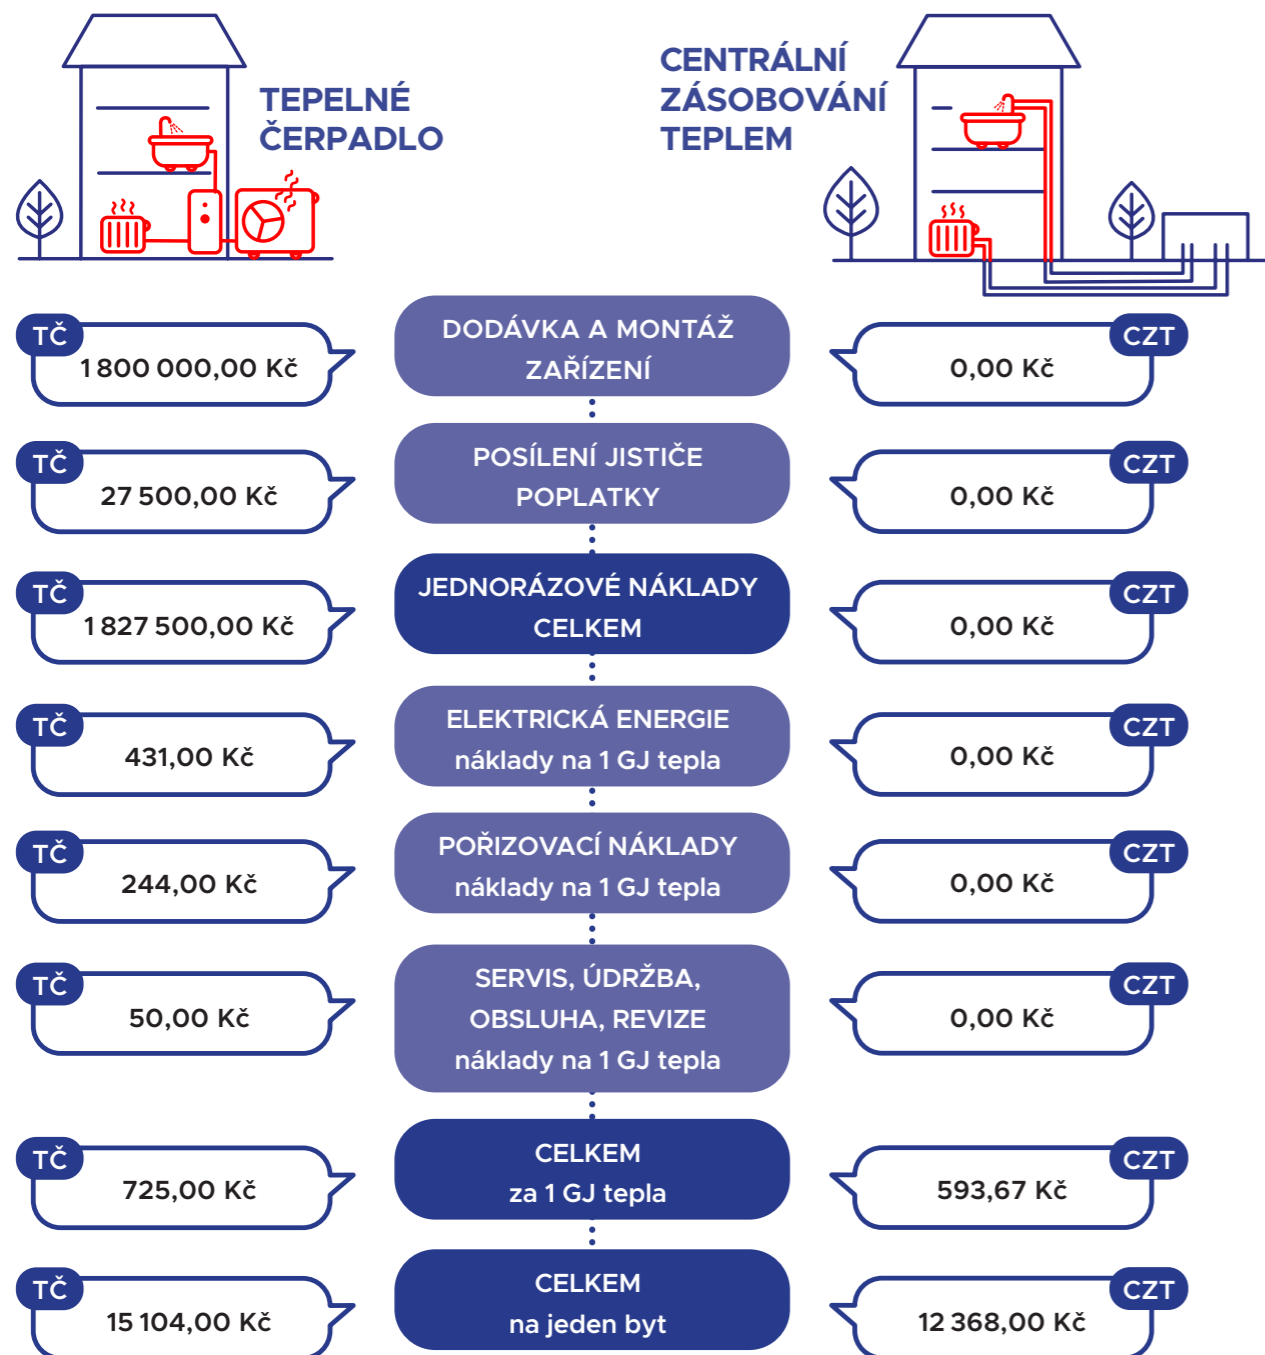 TEPELNÉ
ČERPADLO
CENTRÁLNÍ
ZÁSOBOVÁNÍ
TEPLEM
TČ
1 800 000,00 Kč
DODÁVKA A MONTÁŽ
ZAŘÍZENÍ
CZT
0,00 Kč
TČ
27 500,00 Kč
POSÍLENÍ JISTIČE
POPLATKY
CZT
0,00 Kč
TČ
1 827 500,00 Kč
JEDNORÁZOVÉ NÁKLADY
CELKEM
CZT
0,00 Kč
TČ
431,00 Kč
ELEKTRICKÁ ENERGIE
náklady na 1 GJ tepla
CZT
0,00 Kč
TČ
244,00 Kč
POŘIZOVACÍ NÁKLADY
náklady na 1 GJ tepla
CZT
0,00 Kč
TČ
50,00 Kč
SERVIS, ÚDRŽBA,
OBSLUHA, REVIZE
náklady na 1 GJ tepla
CZT
0,00 Kč
TČ
725,00 Kč
CELKEM
za 1 GJ tepla
CZT
593,67 Kč
TČ
15 104,00 Kč
CELKEM
na jeden byt
CZT
12 368,00 Kč